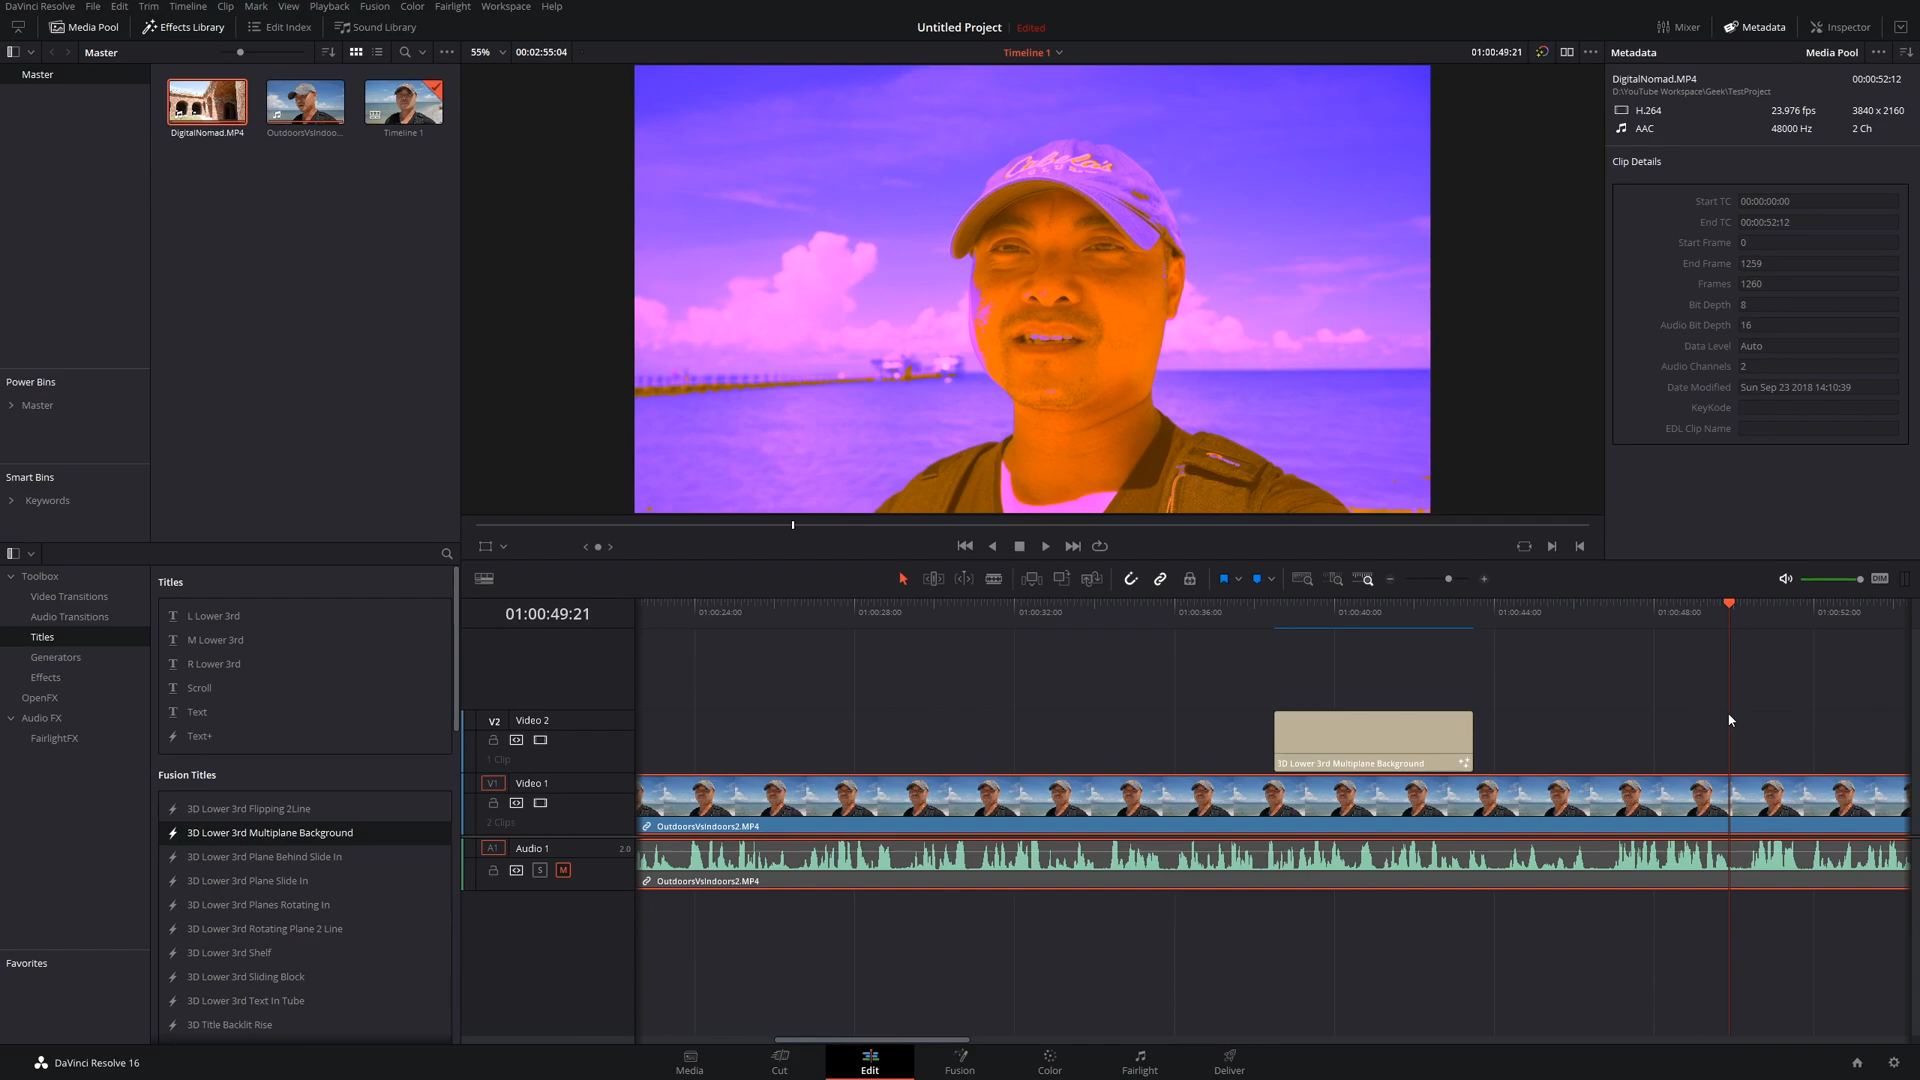 DaVinci Resolve File Edit Trim Timeline Clip Mark View Playback Fusion Color Fairlight Workspace Help
Media Pool Effects Library Edit Index Sound Library
Untitled Project Edited
Mixer Metadata Inspector
Master
55% 00:02:55:04
Timeline 1
01:00:49:21
Metadata Media Pool
Master
DigitalNomad.MP4
OutdoorsVsIndoo...
Timeline 1
Cabela's
CLUB
DigitalNomad.MP4 00:00:52:12
D:\YouTube Workspace\Geek\TestProject
H.264 23.976 fps 3840 x 2160
AAC 48000 Hz 2 Ch
Clip Details
Start TC 00:00:00:00
End TC 00:00:52:12
Start Frame 0
End Frame 1259
Frames 1260
Bit Depth 8
Audio Bit Depth 16
Data Level Auto
Audio Channels 2
Date Modified Sun Sep 23 2018 14:10:39
KeyKode
EDL Clip Name
Power Bins
Master
Smart Bins
Keywords
Toolbox
Video Transitions
Audio Transitions
Titles
Generators
Effects
OpenFX
Audio FX
FairlightFX
Favorites
Titles
L Lower 3rd
M Lower 3rd
R Lower 3rd
Scroll
Text
Text+
Fusion Titles
3D Lower 3rd Flipping 2Line
3D Lower 3rd Multiplane Background
3D Lower 3rd Plane Behind Slide In
3D Lower 3rd Plane Slide In
3D Lower 3rd Planes Rotating In
3D Lower 3rd Rotating Plane 2 Line
3D Lower 3rd Shelf
3D Lower 3rd Sliding Block
3D Lower 3rd Text In Tube
3D Title Backlit Rise
DIM
01:00:49:21
01:00:24:00 01:00:28:00 01:00:32:00 01:00:36:00 01:00:40:00 01:00:44:00 01:00:48:00 01:00:52:00
V2 Video 2
1 Clip
3D Lower 3rd Multiplane Background
V1 Video 1
2 Clips
OutdoorsVsIndoors2.MP4
A1 Audio 1 2.0
S M
OutdoorsVsIndoors2.MP4
DaVinci Resolve 16
Media Cut Edit Fusion Color Fairlight Deliver